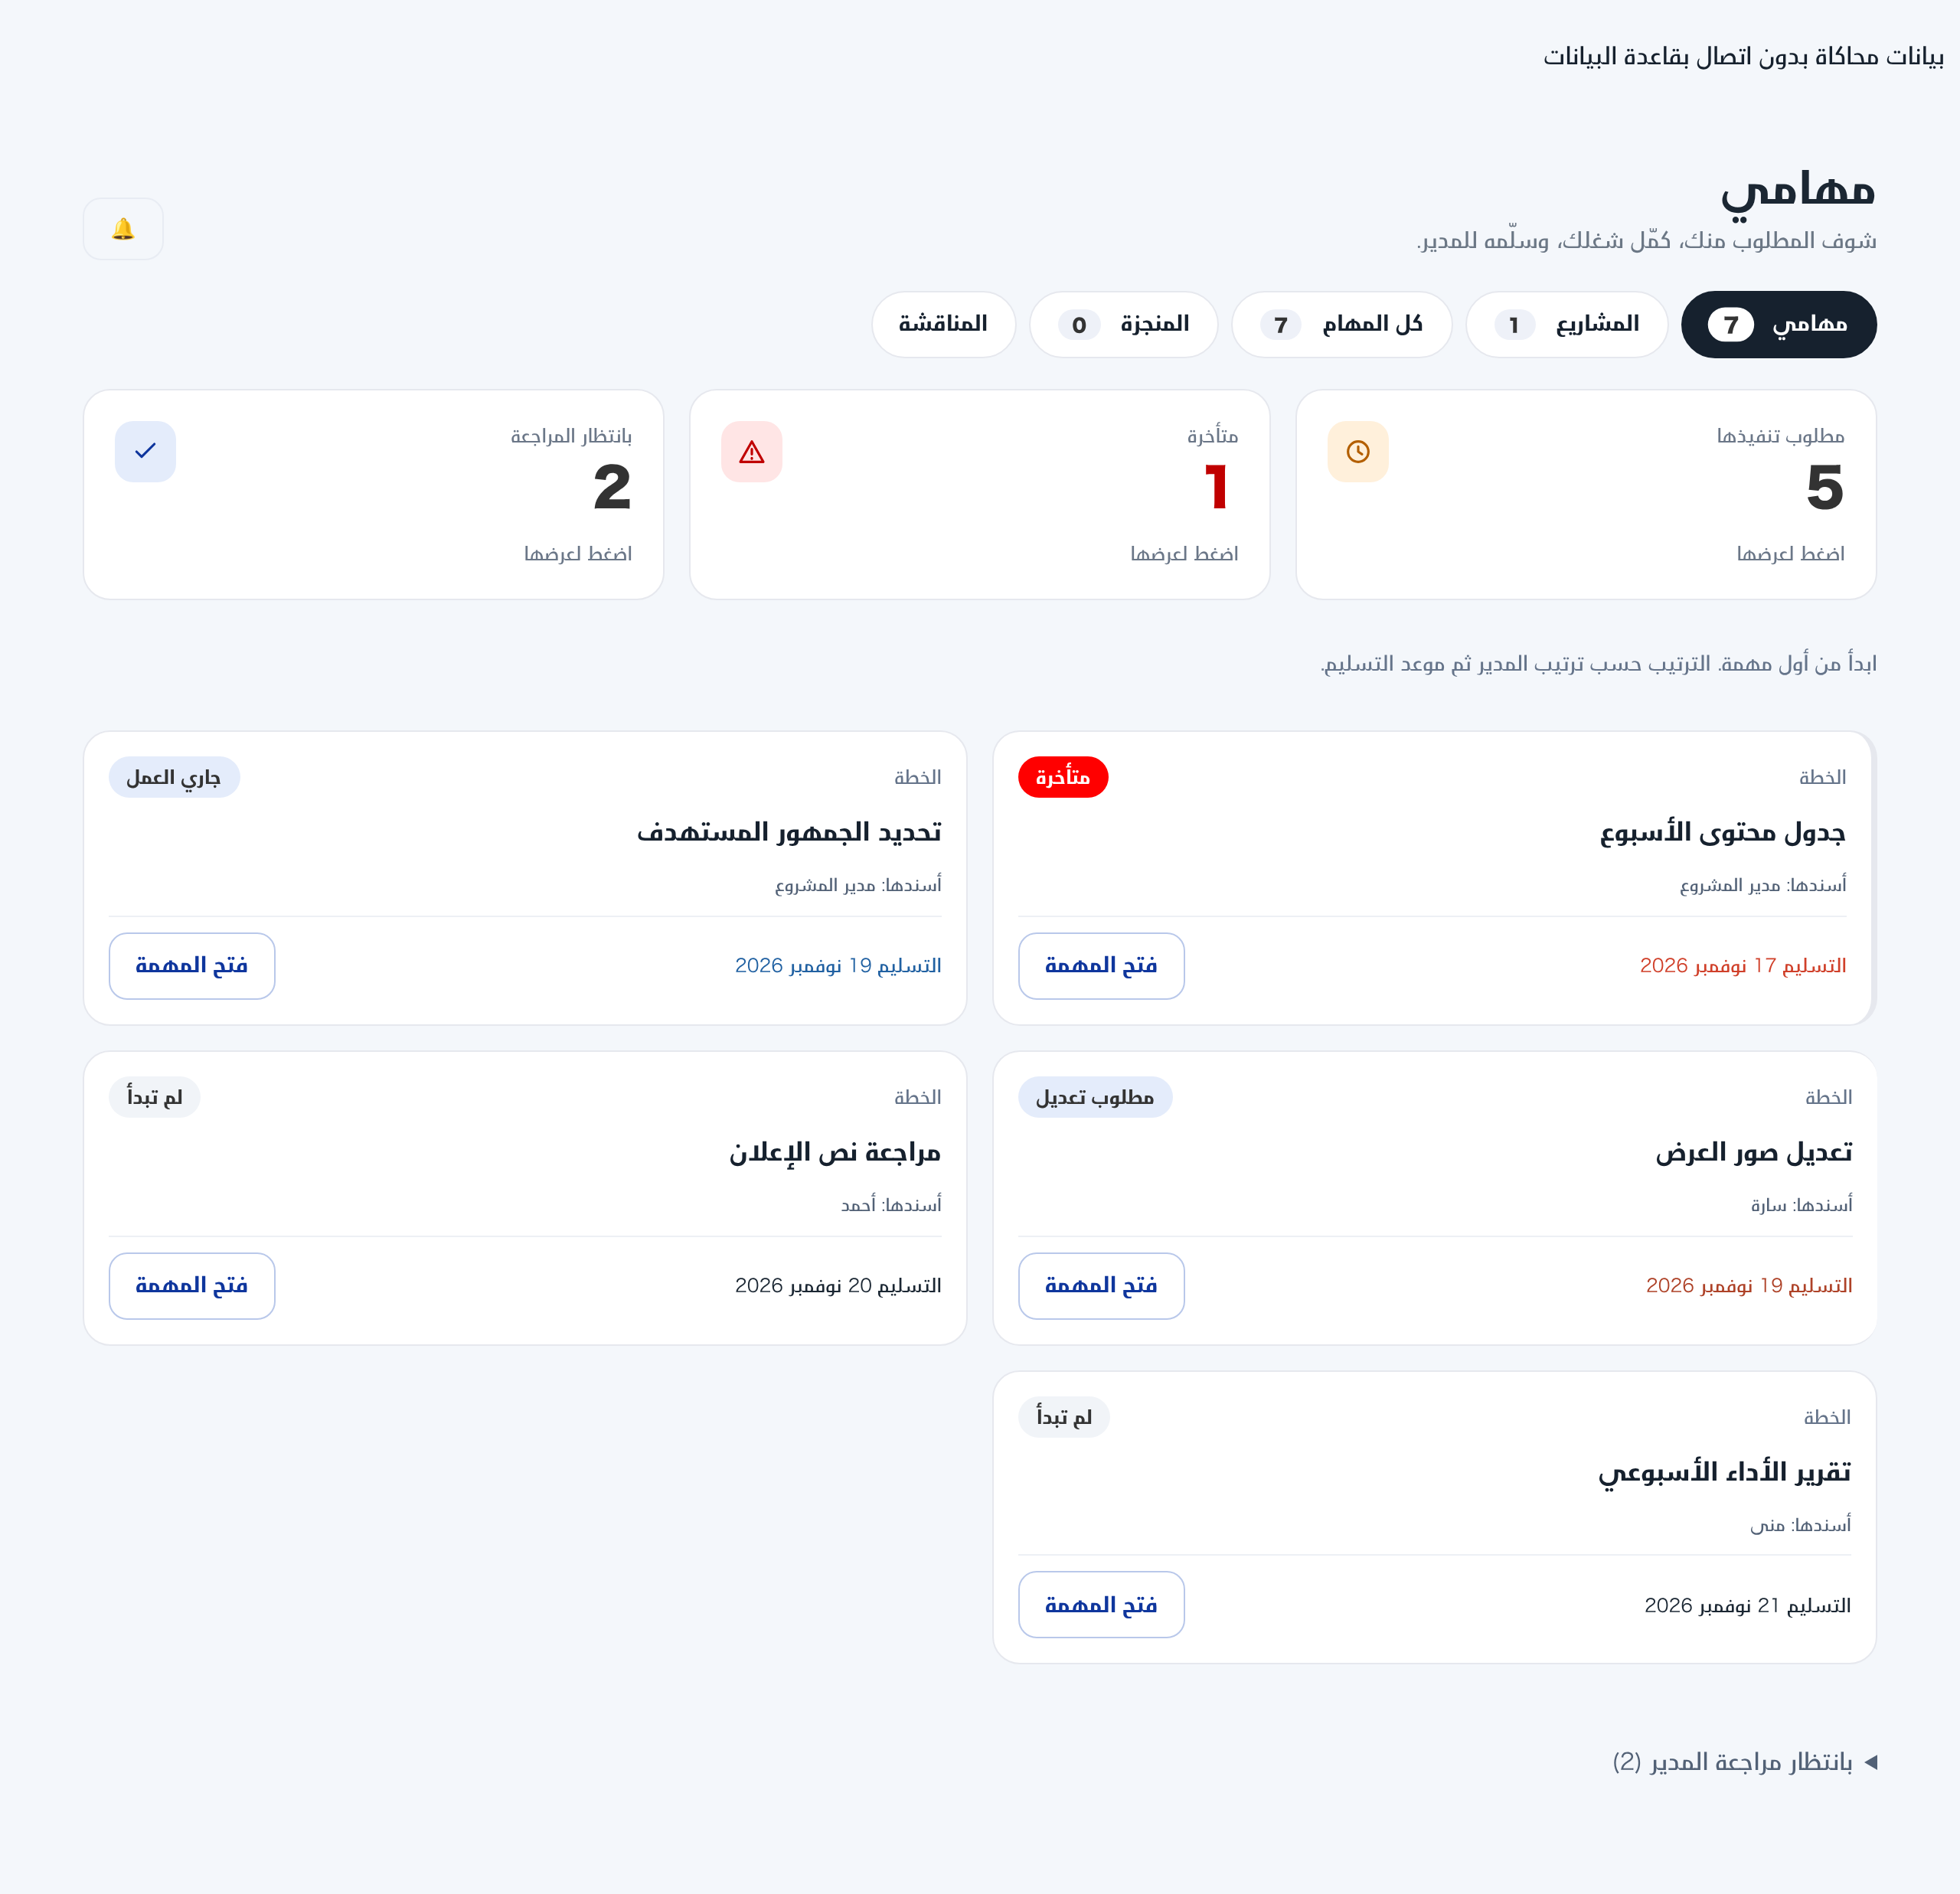 بيانات محاكاة بدون اتصال بقاعدة البيانات
مهامي
🔔
شوف المطلوب منك، كمّل شغلك، وسلّمه للمدير.
مهامي 7
المشاريع 1
كل المهام 7
المنجزة 0
المناقشة
مطلوب تنفيذها
5
اضغط لعرضها
متأخرة
1
اضغط لعرضها
بانتظار المراجعة
2
اضغط لعرضها
ابدأ من أول مهمة. الترتيب حسب ترتيب المدير ثم موعد التسليم.
الخطة
متأخرة
جدول محتوى الأسبوع
أسندها: مدير المشروع
التسليم 17 نوفمبر 2026
فتح المهمة
الخطة
جاري العمل
تحديد الجمهور المستهدف
أسندها: مدير المشروع
التسليم 19 نوفمبر 2026
فتح المهمة
الخطة
مطلوب تعديل
تعديل صور العرض
أسندها: سارة
التسليم 19 نوفمبر 2026
فتح المهمة
الخطة
لم تبدأ
مراجعة نص الإعلان
أسندها: أحمد
التسليم 20 نوفمبر 2026
فتح المهمة
الخطة
لم تبدأ
تقرير الأداء الأسبوعي
أسندها: منى
التسليم 21 نوفمبر 2026
فتح المهمة
بانتظار مراجعة المدير (2)